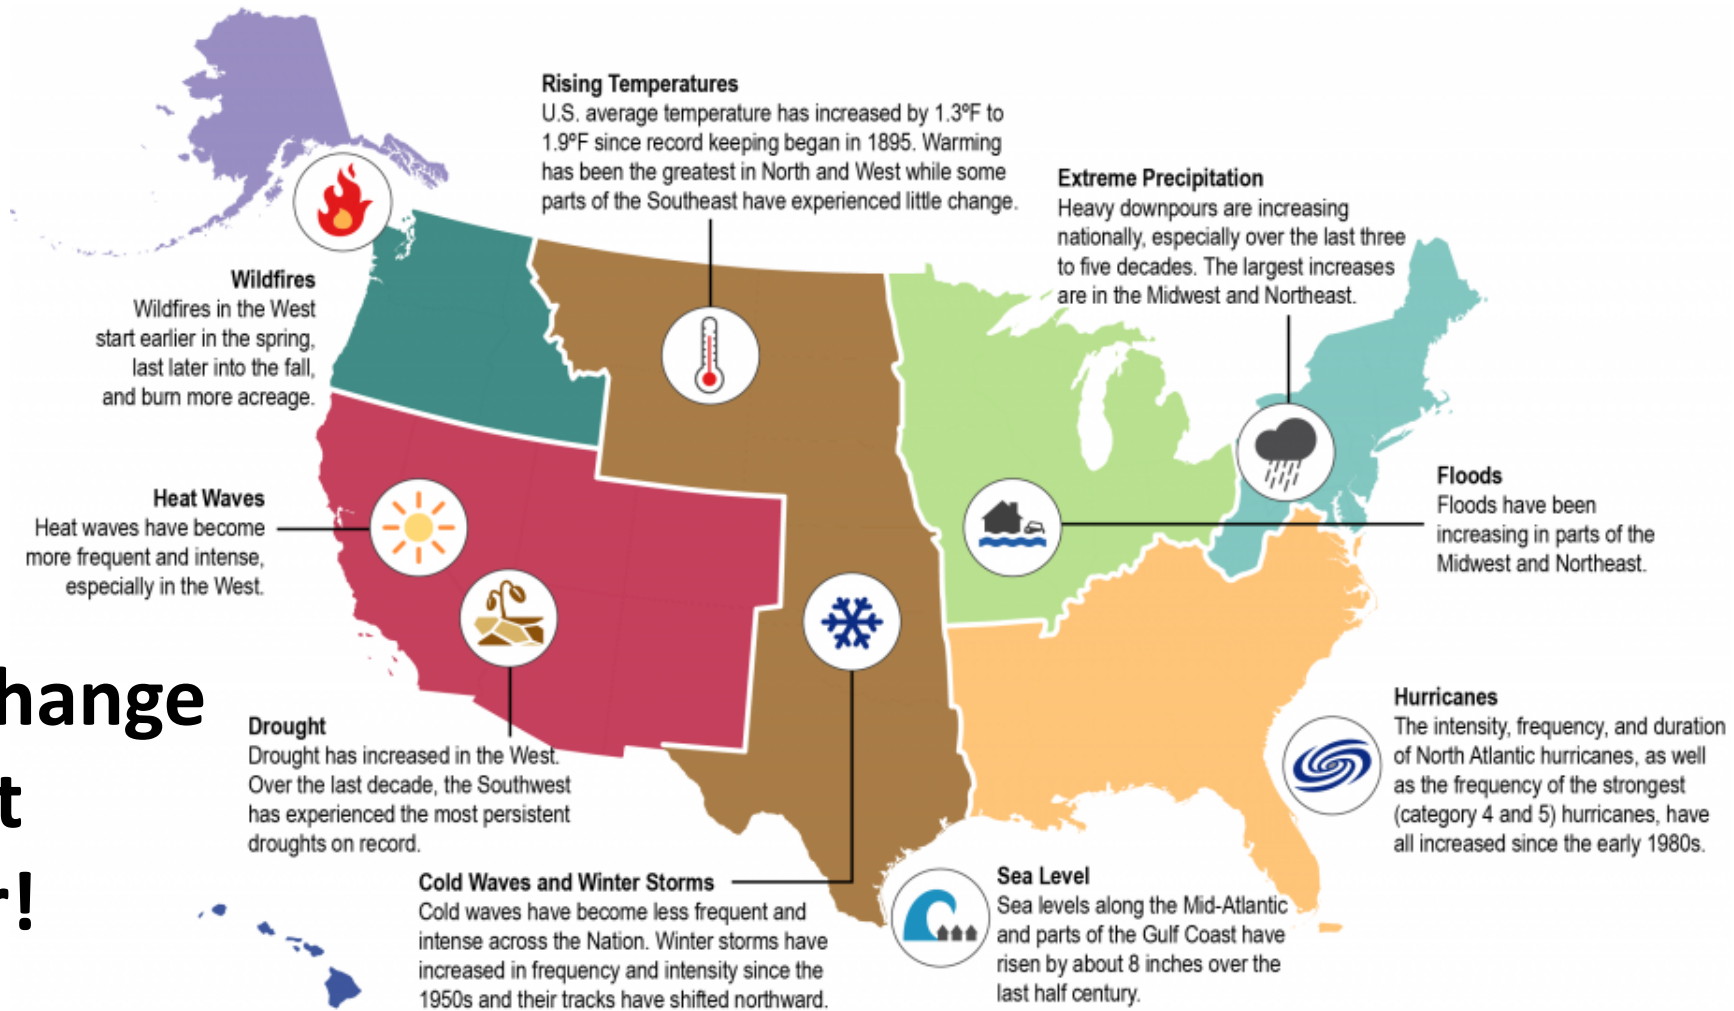 Rising Temperatures
U.S. average temperature has increased by 1.3ºF to
1.9ºF since record keeping began in 1895. Warming
has been the greatest in North and West while some
parts of the Southeast have experienced little change.
Extreme Precipitation
Heavy downpours are increasing
nationally, especially over the last three
to five decades. The largest increases
are in the Midwest and Northeast.
Wildfires
Wildfires in the West
start earlier in the spring,
last later into the fall,
and burn more acreage.
Heat Waves
Heat waves have become
more frequent and intense,
especially in the West.
Floods
Floods have been
increasing in parts of the
Midwest and Northeast.
hange
t
r!
Drought
Drought has increased in the West.
Over the last decade, the Southwest
has experienced the most persistent
droughts on record.
Hurricanes
The intensity, frequency, and duration
of North Atlantic hurricanes, as well
as the frequency of the strongest
(category 4 and 5) hurricanes, have
all increased since the early 1980s.
Cold Waves and Winter Storms
Cold waves have become less frequent and
intense across the Nation. Winter storms have
increased in frequency and intensity since the
1950s and their tracks have shifted northward.
Sea Level
Sea levels along the Mid-Atlantic
and parts of the Gulf Coast have
risen by about 8 inches over the
last half century.